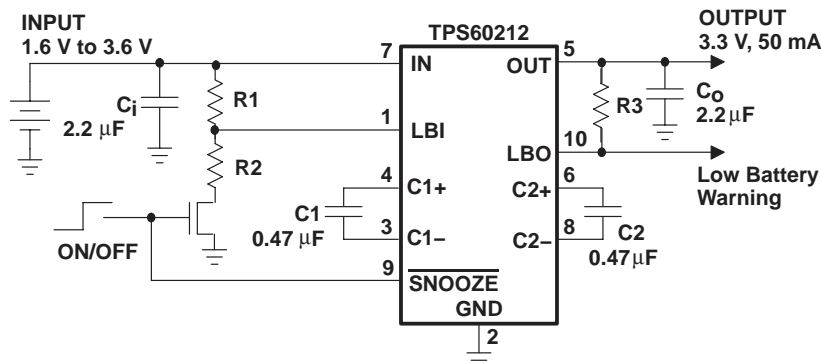 INPUT
1.6 V to 3.6 V
TPS60212
OUTPUT
3.3 V, 50 mA
7
IN
OUT
5
Ci
2.2 μF
R1
R3
Co
2.2 μF
1
LBI
LBO
10
R2
Low Battery
Warning
4
C1+
C2+
6
C1
0.47 μF
3
C1−
C2−
8
C2
0.47 μF
ON/OFF
9
SNOOZE
GND
2